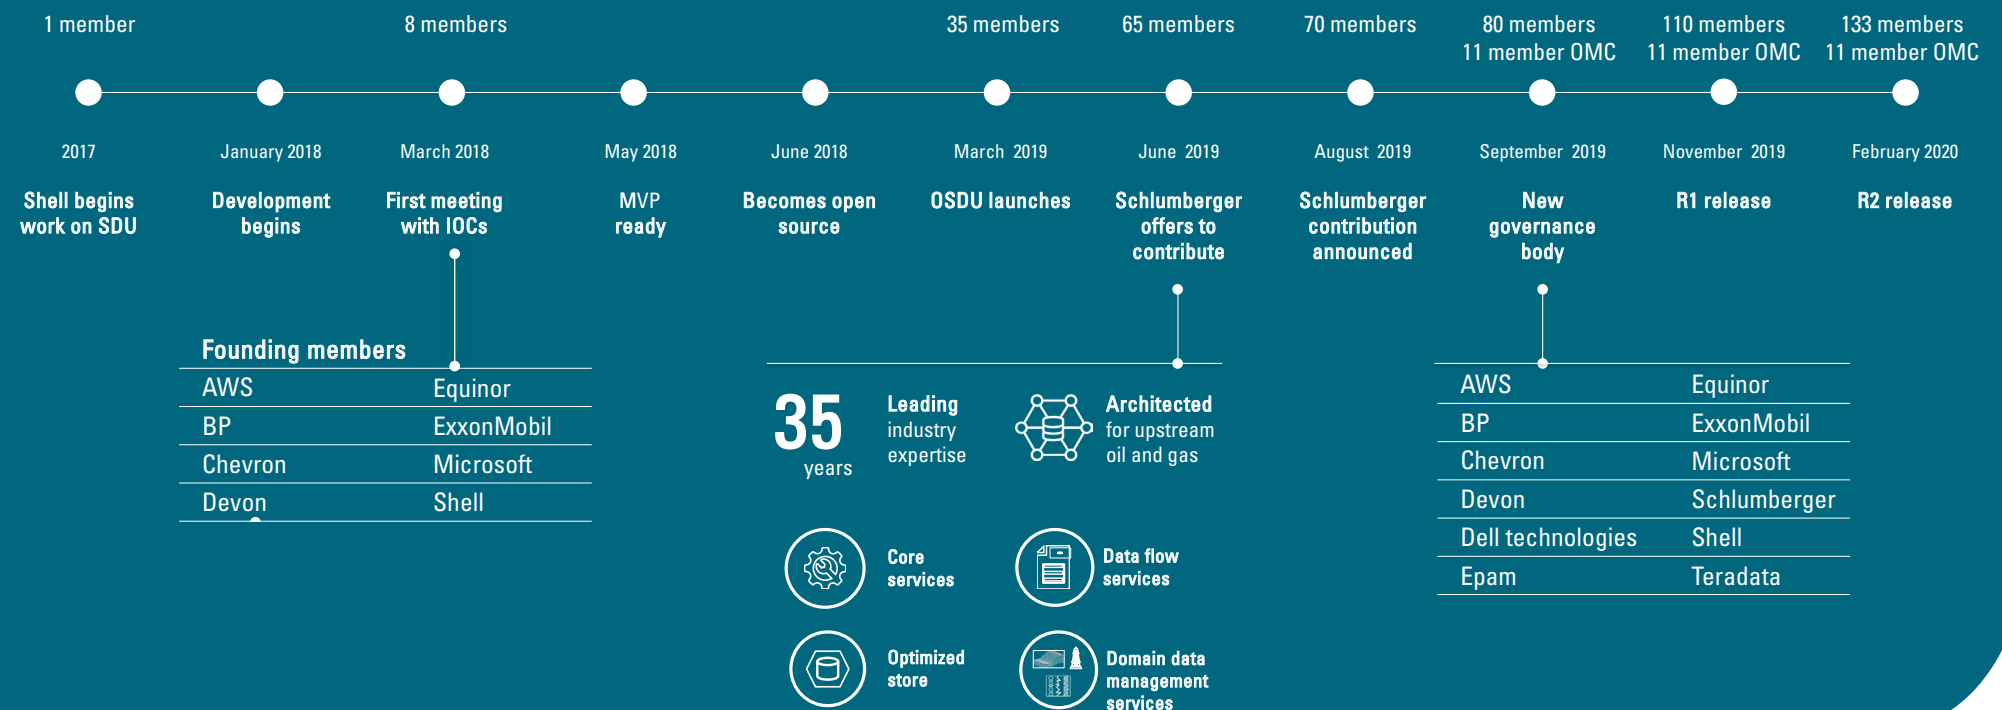 1 member
8 members
35 members
65 members
70 members
80 members
11 member OMC
110 members
11 member OMC
133 members
11 member OMC
2017
January 2018
March 2018
May 2018
June 2018
March 2019
June 2019
August 2019
September 2019
November 2019
February 2020
Shell begins
work on SDU
Development
begins
First meeting
with IOCs
MVP
ready
Becomes open
source
OSDU launches
Schlumberger
offers to
contribute
Schlumberger
contribution
announced
New
governance
body
R1 release
R2 release
Founding members
AWS
Equinor
BP
ExxonMobil
Chevron
Microsoft
Devon
Shell
35
years
Leading
industry
expertise
Architected
for upstream
oil and gas
Core
services
Data flow
services
Optimized
store
Domain data
management
services
AWS
Equinor
BP
ExxonMobil
Chevron
Microsoft
Devon
Schlumberger
Dell technologies
Shell
Epam
Teradata